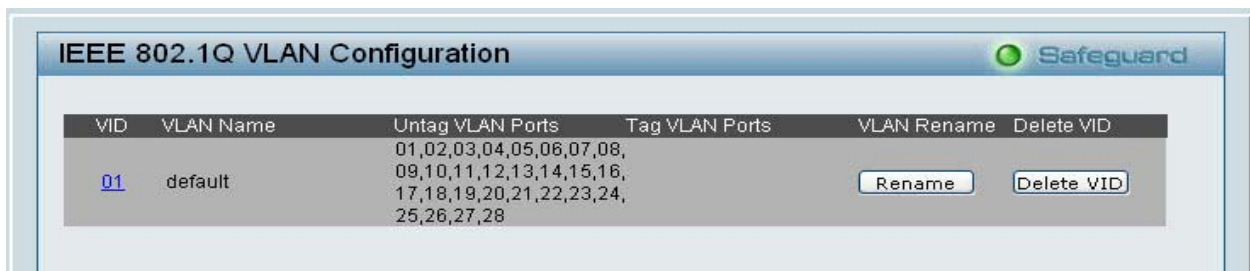 IEEE 802.1Q VLAN Configuration
Safeguard
VID VLAN Name Untag VLAN Ports Tag VLAN Ports VLAN Rename Delete VID
01 default 01,02,03,04,05,06,07,08, Rename Delete VID
09,10,11,12,13,14,15,16,
17,18,19,20,21,22,23,24,
25,26,27,28